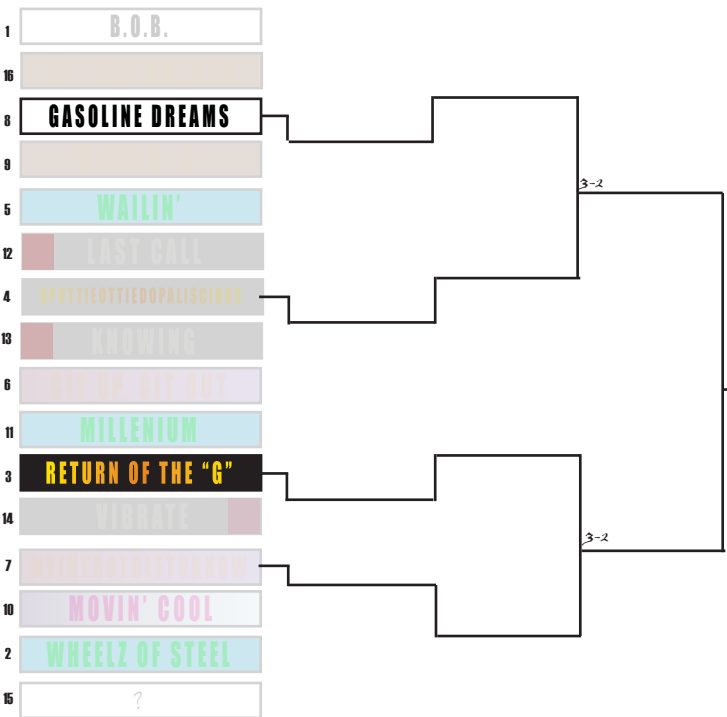 1 B.O.B.
16
8 GASOLINE DREAMS
9
3-2
5 WAILIN'
12 LAST CALL
4 SPOTTIEOTTIEDOPALISCIOUS
13 KNOWING
6
11 MILLENIUM
3 RETURN OF THE “G”
14 VIBRATE
3-2
7
10 MOVIN' COOL
2 WHEELZ OF STEEL
15 ?